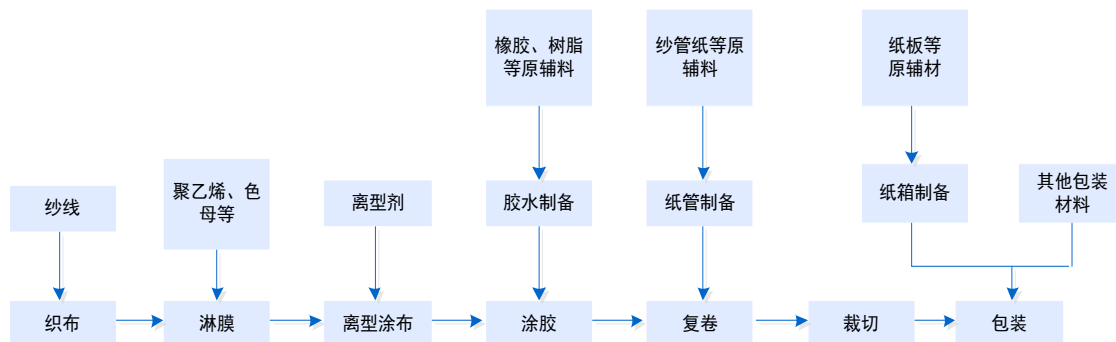 橡胶、树脂
等原辅料
纱管纸等原
辅料
纸板等
原辅材
纱线
聚乙烯、色
母等
离型剂
胶水制备
纸管制备
纸箱制备
其他包装
材料
织布
淋膜
离型涂布
涂胶
复卷
裁切
包装